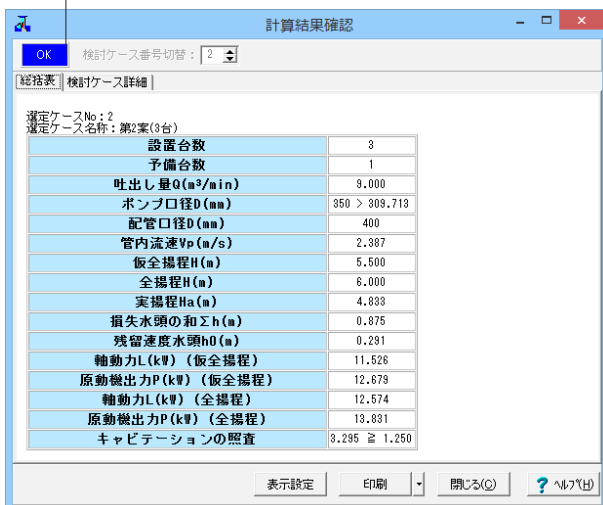 計算結果確認
OK 検討ケース番号切替： 2
総括表 検討ケース詳細
選定ケースNo：2
選定ケース名称：第2案(3台)
設置台数 3
予備台数 1
吐出し量Q(m³/min) 9.000
ポンプ口径D(mm) 350 > 309.713
配管口径D(mm) 400
管内流速Vp(m/s) 2.387
仮全揚程H(m) 5.500
全揚程H(m) 6.000
実揚程Ha(m) 4.833
損失水頭の和Σh(m) 0.875
残留速度水頭h0(m) 0.291
軸動力L(kW) (仮全揚程) 11.526
原動機出力P(kW) (仮全揚程) 12.679
軸動力L(kW) (全揚程) 12.574
原動機出力P(kW) (全揚程) 13.831
キャビテーションの照査 3.295 ≧ 1.250
表示設定 印刷 閉じる(C) ? ヘルプ(H)